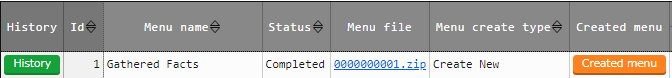 History Id Menu name Status Menu file Menu create type Created menu
History 1 Gathered Facts Completed 0000000001.zip Create New Created menu